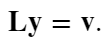 Ly = v.